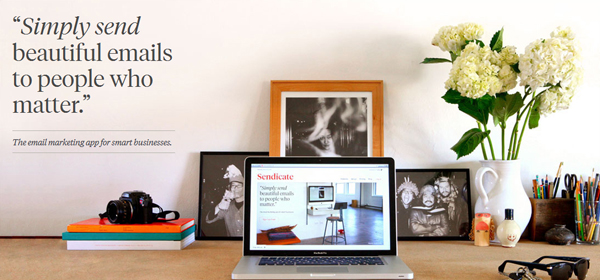 “Simply send
beautiful emails
to people who
matter.”
The email marketing app for smart businesses.
Sendicate
“Simply send
beautiful emails
to people who
matter.”